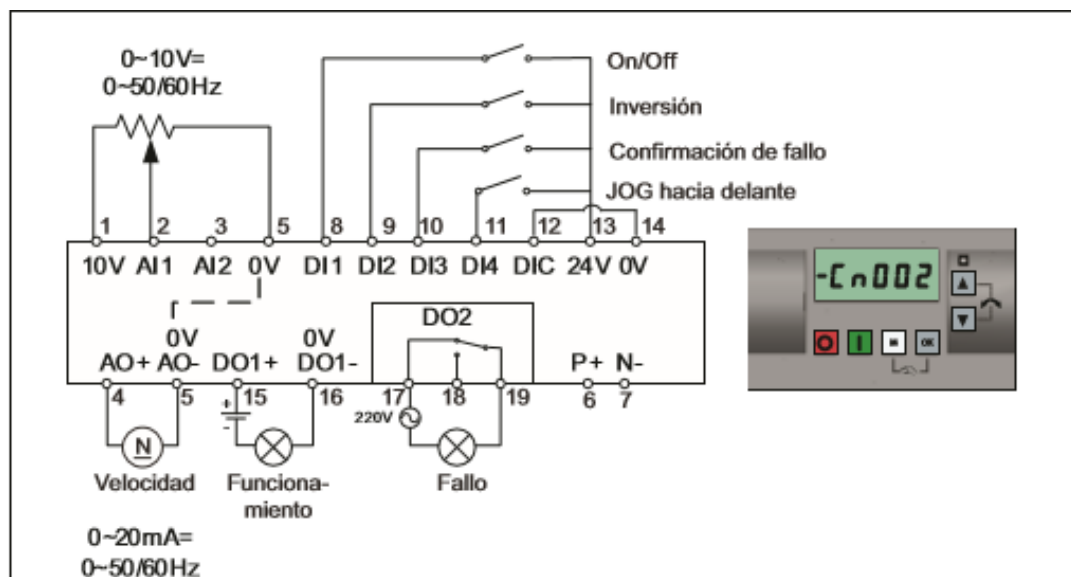 0~10V=
0~50/60Hz
On/Off
Inversión
Confirmación de fallo
JOG hacia delante
1 2 3 5 8 9 10 11 12 13 14
10V AI1 AI2 0V DI1 DI2 DI3 DI4 DIC 24V 0V
-Cn002
DO2
0V 0V
AO+ AO- DO1+ DO1- P+ N-
4 5 15 16 17 18 19 6 7
+
-
220V
N
OK
M
Velocidad
Funciona-
miento
Fallo
0~20mA=
0~50/60Hz